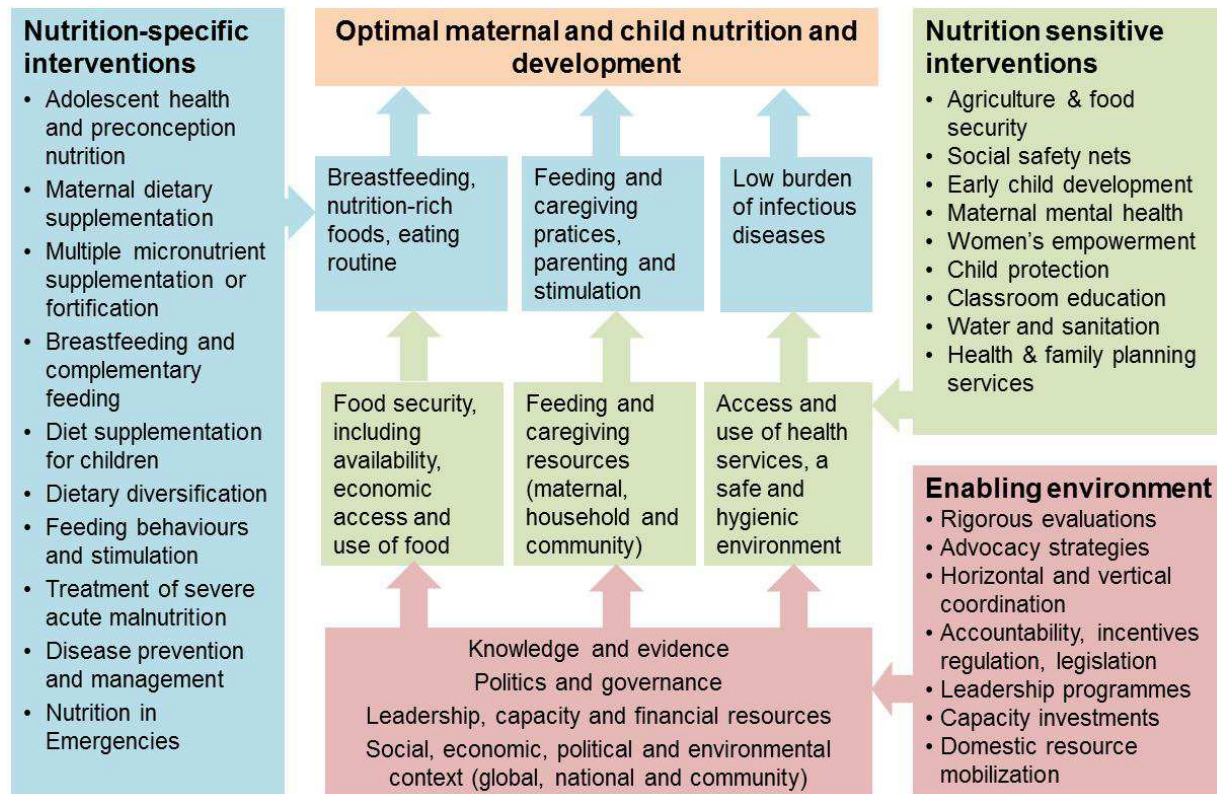 Nutrition-specific
interventions
• Adolescent health
and preconception
nutrition
• Maternal dietary
supplementation
• Multiple micronutrient
supplementation or
fortification
• Breastfeeding and
complementary
feeding
• Diet supplementation
for children
• Dietary diversification
• Feeding behaviours
and stimulation
• Treatment of severe
acute malnutrition
• Disease prevention
and management
• Nutrition in
Emergencies
Optimal maternal and child nutrition and
development
Breastfeeding,
nutrition-rich
foods, eating
routine
Feeding and
caregiving
pratices,
parenting and
stimulation
Low burden
of infectious
diseases
Food security,
including
availability,
economic
access and
use of food
Feeding and
caregiving
resources
(maternal,
household and
community)
Access and
use of health
services, a
safe and
hygienic
environment
Knowledge and evidence
Politics and governance
Leadership, capacity and financial resources
Social, economic, political and environmental
context (global, national and community)
Nutrition sensitive
interventions
• Agriculture & food
security
• Social safety nets
• Early child development
• Maternal mental health
• Women's empowerment
• Child protection
• Classroom education
• Water and sanitation
• Health & family planning
services
Enabling environment
• Rigorous evaluations
• Advocacy strategies
• Horizontal and vertical
coordination
• Accountability, incentives
regulation, legislation
• Leadership programmes
• Capacity investments
• Domestic resource
mobilization